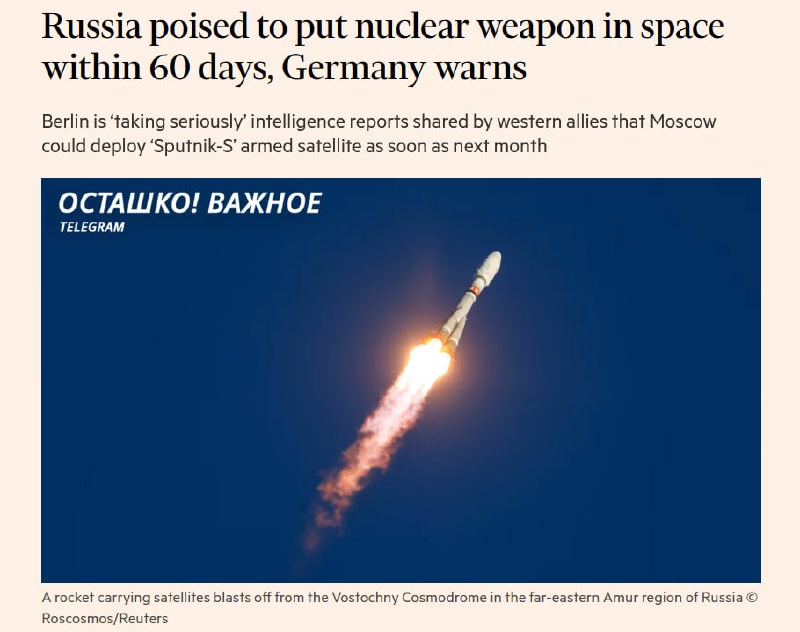 Russia poised to put nuclear weapon in space
within 60 days, Germany warns
Berlin is ‘taking seriously’ intelligence reports shared by western allies that Moscow
could deploy ‘Sputnik-S’ armed satellite as soon as next month
ОСТАШКО! ВАЖНОЕ
TELEGRAM
A rocket carrying satellites blasts off from the Vostochny Cosmodrome in the far-eastern Amur region of Russia ©
Roscosmos/Reuters